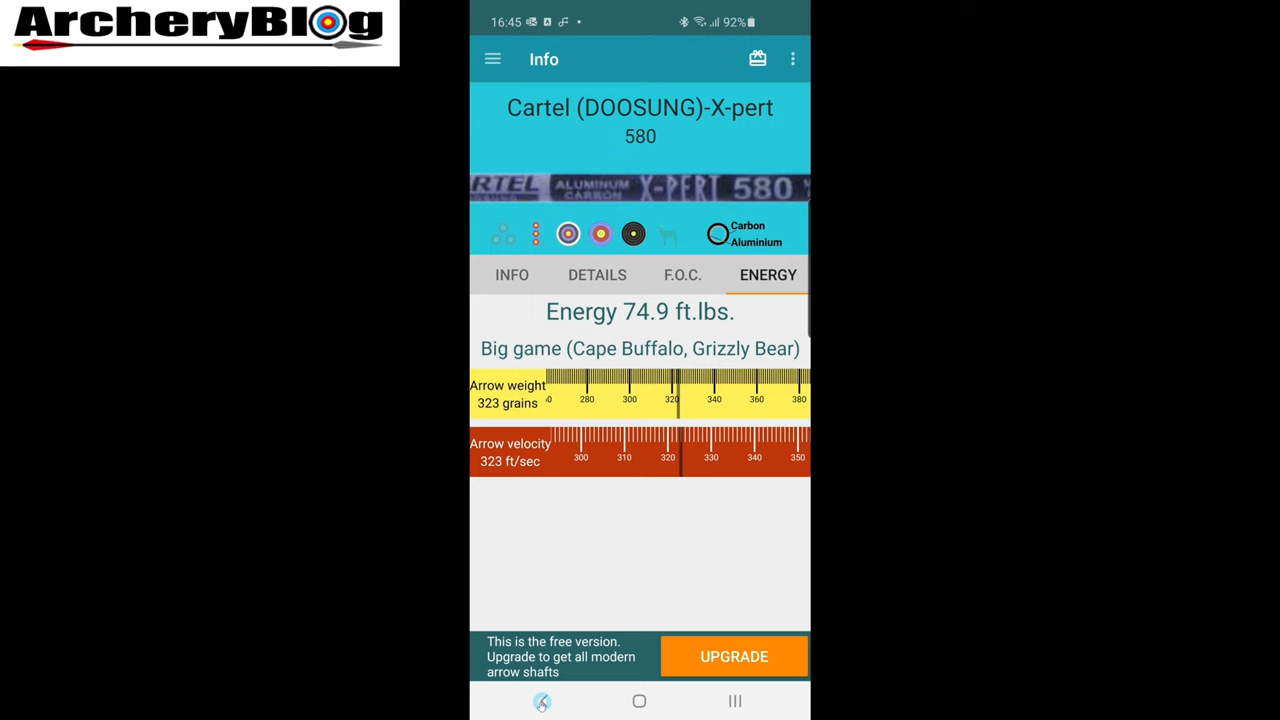 ArcheryBlog
16:45
92%
Info
Cartel (DOOSUNG)-X-pert
580
ALUMINUM
CARBON
X-PERT 580
Carbon
Aluminium
INFO DETAILS F.O.C. ENERGY
Energy 74.9 ft.lbs.
Big game (Cape Buffalo, Grizzly Bear)
Arrow weight
323 grains
280 300 320 340 360 380
Arrow velocity
323 ft/sec
300 310 320 330 340 350
This is the free version.
Upgrade to get all modern
arrow shafts
UPGRADE